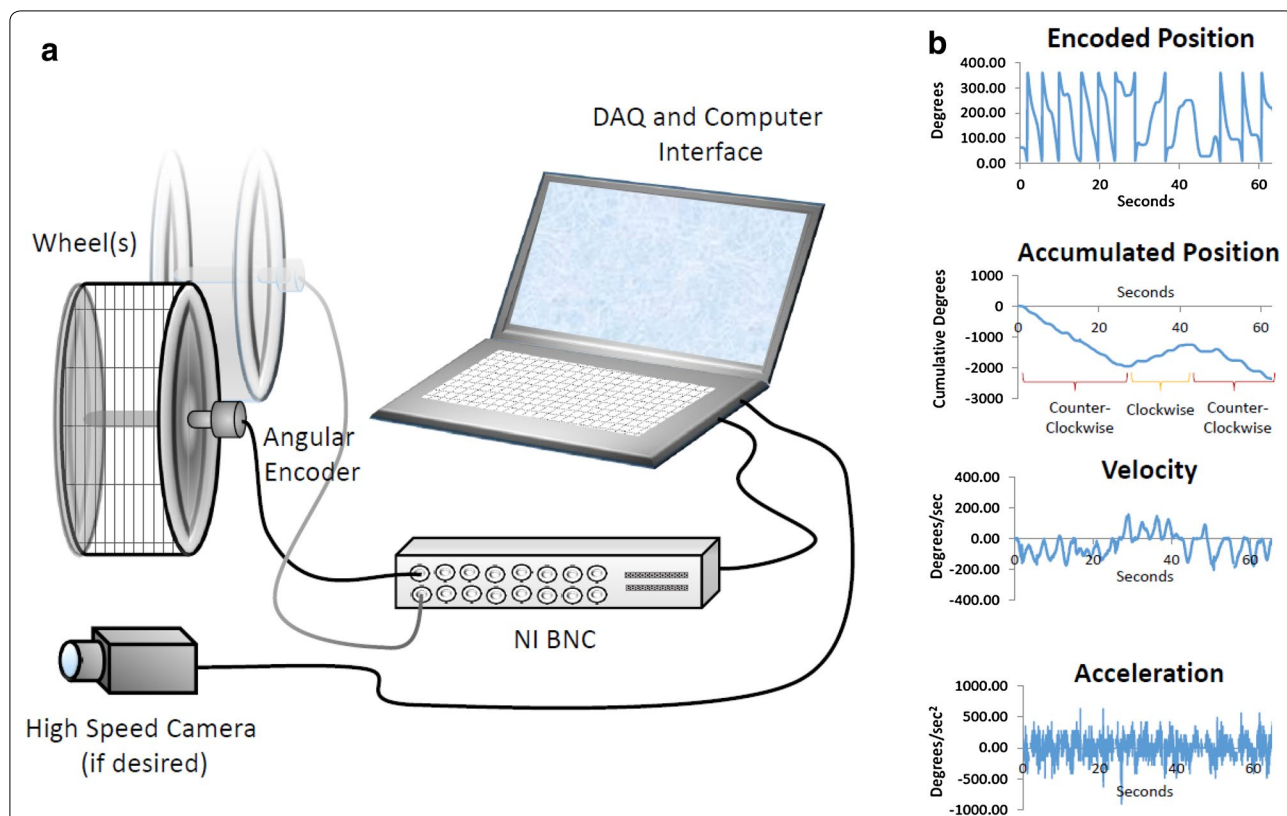 a
Wheel(s)
Angular
Encoder
DAQ and Computer
Interface
NI BNC
High Speed Camera
(if desired)
b
Encoded Position
Degrees
400.00
300.00
200.00
100.00
0.00
0 20 40 60
Seconds
Accumulated Position
Cumulative Degrees
1000
0
-1000
-2000
-3000
Seconds
0 20 40 60
Counter-
Clockwise
Clockwise
Counter-
Clockwise
Velocity
Degrees/sec
400.00
200.00
0.00
-200.00
-400.00
0 20 40 60
Seconds
Acceleration
Degrees/sec²
1000.00
500.00
0.00
-500.00
-1000.00
0 20 40 60
Seconds